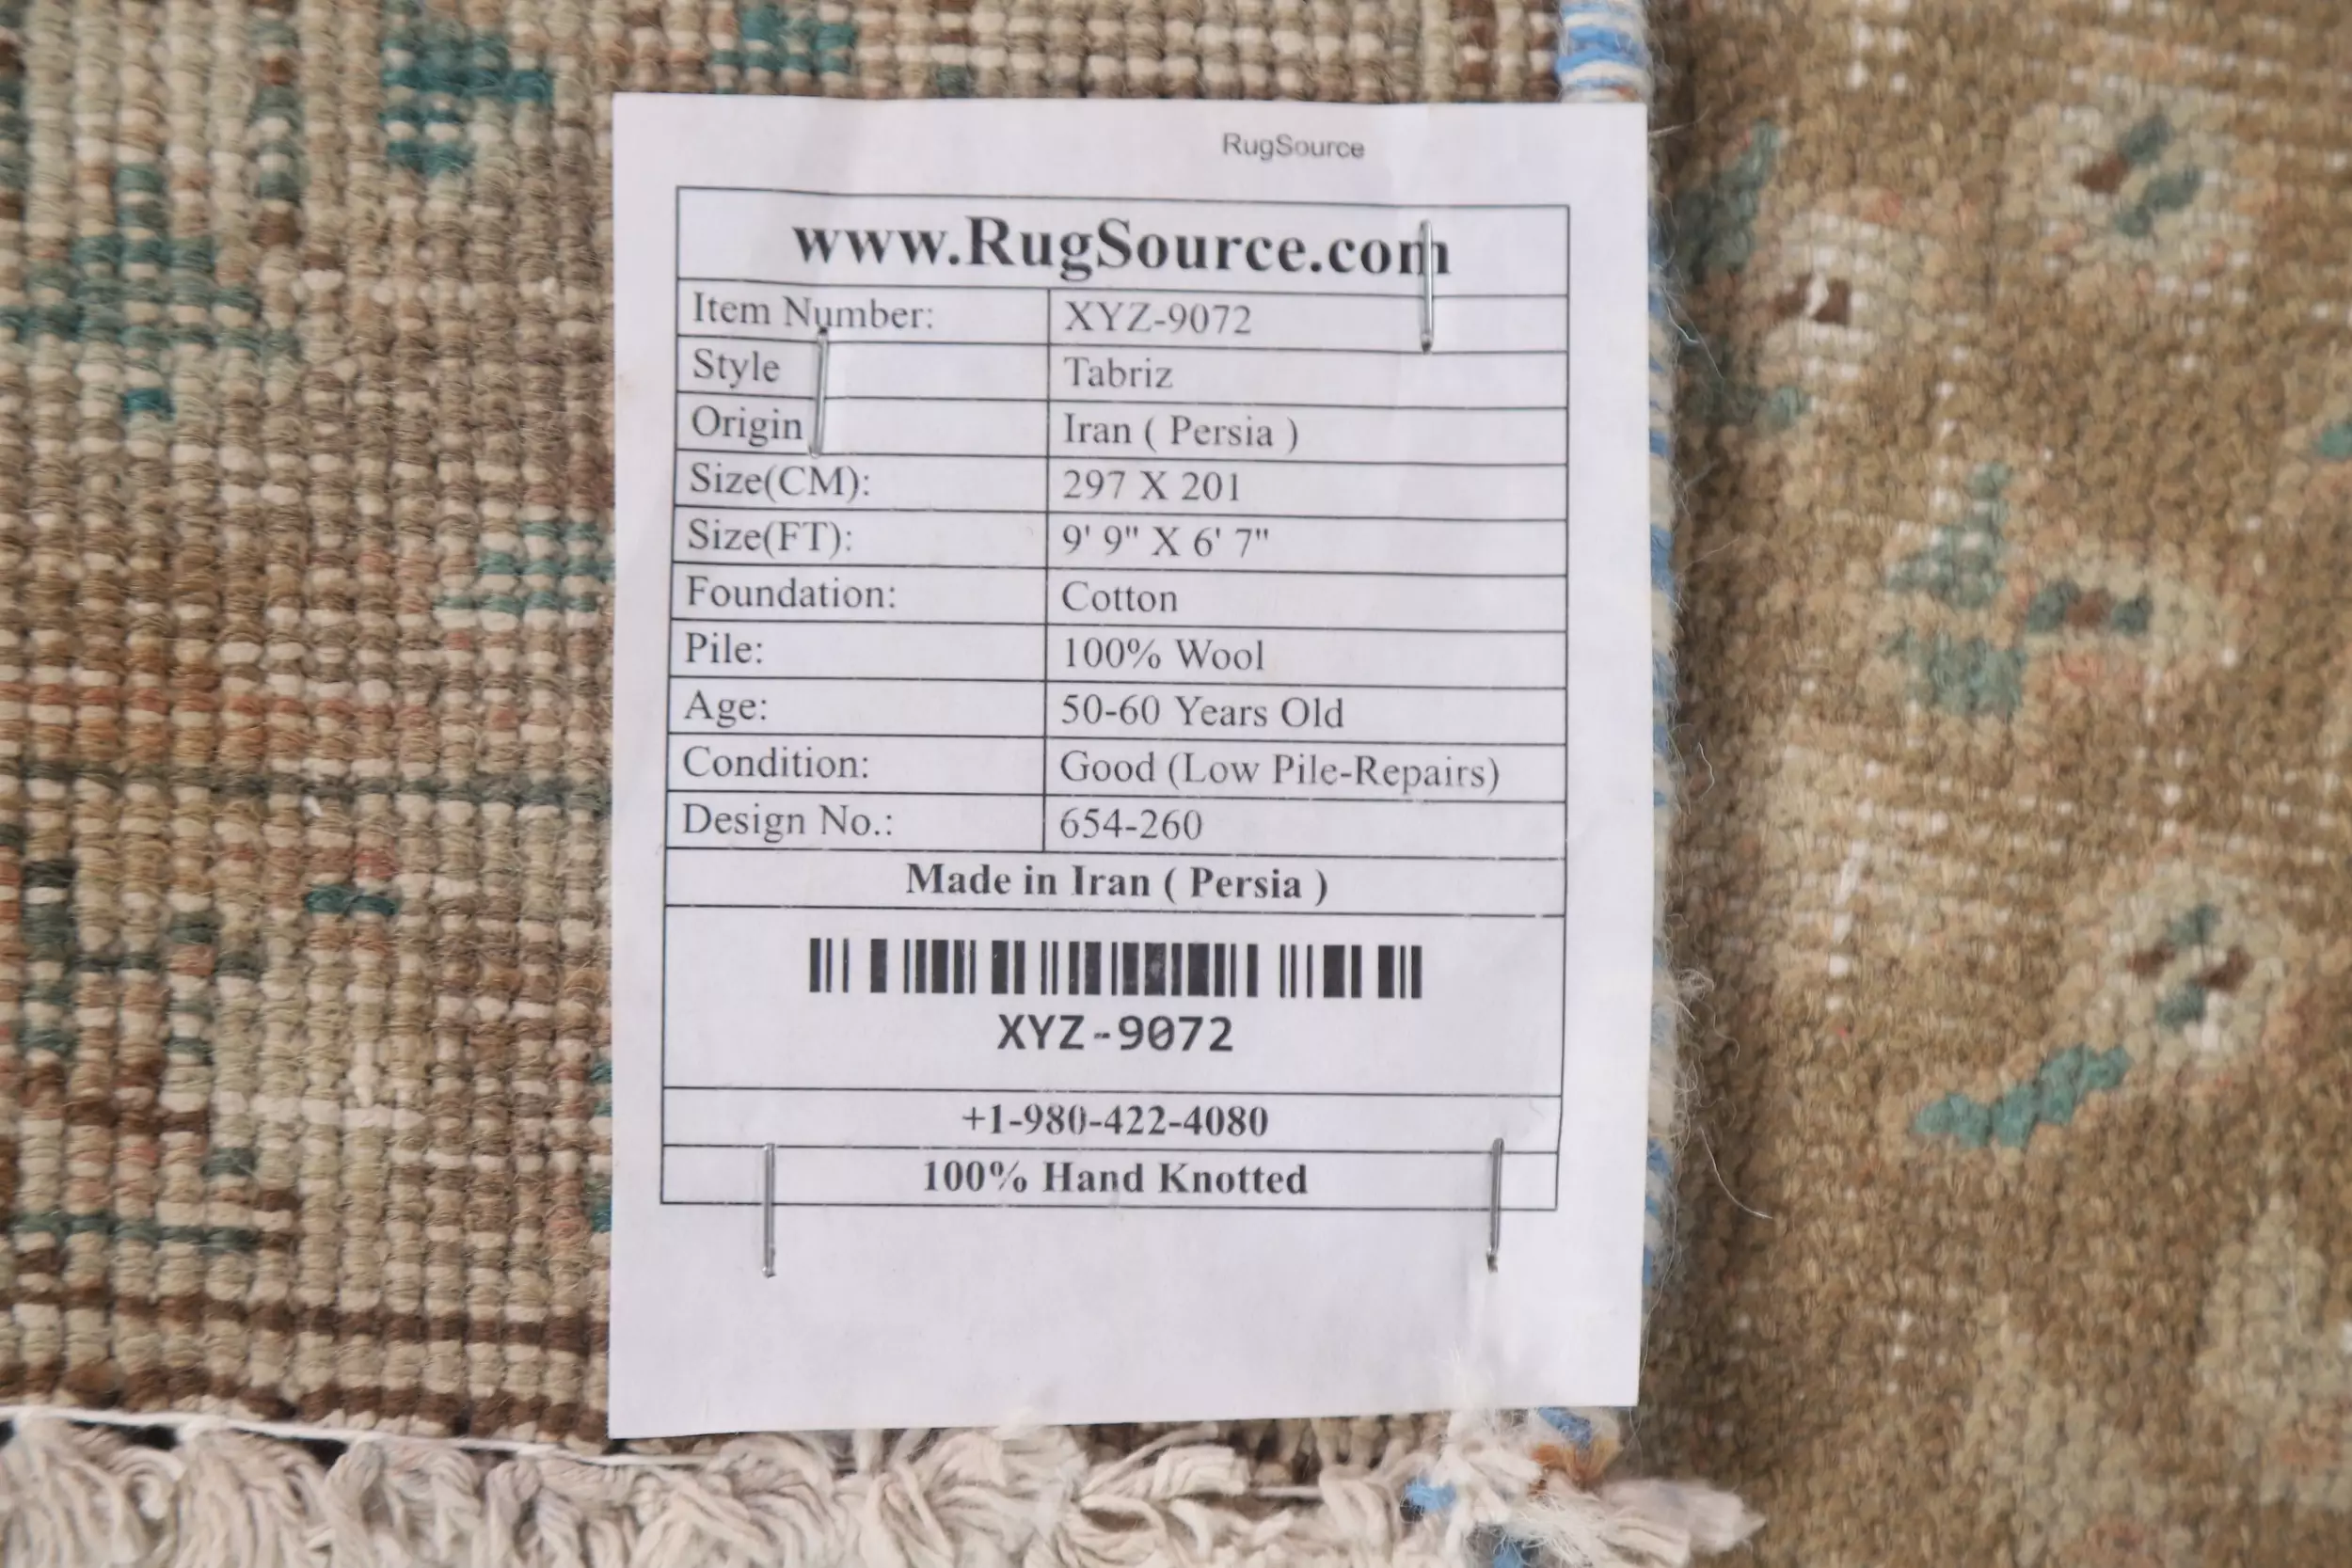 RugSource
www.RugSource.com
Item Number: XYZ-9072
Style Tabriz
Origin Iran ( Persia )
Size(CM): 297 X 201
Size(FT): 9' 9" X 6' 7"
Foundation: Cotton
Pile: 100% Wool
Age: 50-60 Years Old
Condition: Good (Low Pile-Repairs)
Design No.: 654-260
Made in Iran ( Persia )
XYZ-9072
+1-980-422-4080
100% Hand Knotted